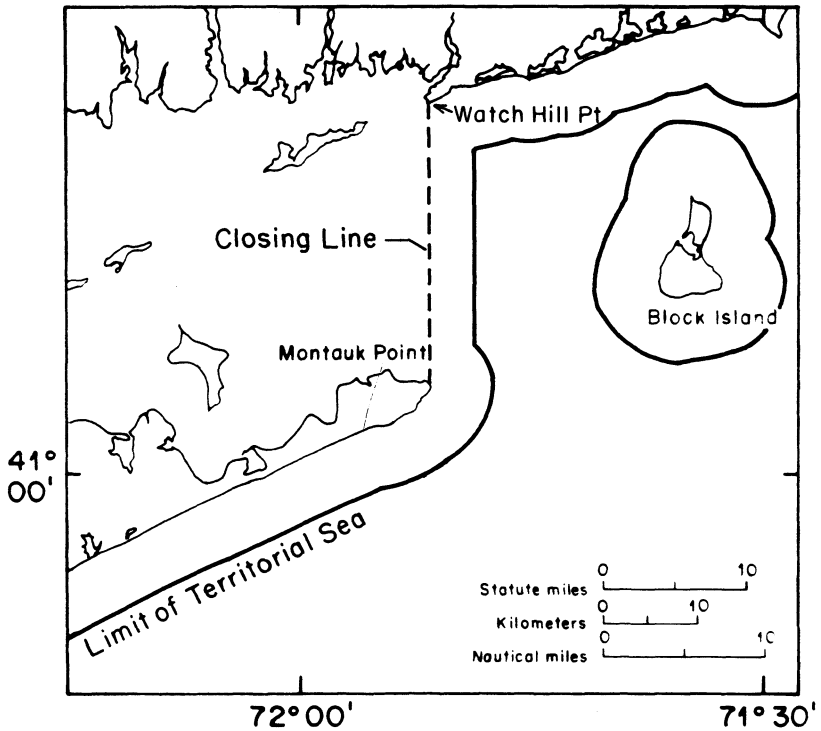 Watch Hill Pt.
Closing Line
Block Island
Montauk Point
41°
00'
Limit of Territorial Sea
0 10
Statute miles
0 10
Kilometers
0 10
Nautical miles
72°00'
71°30'